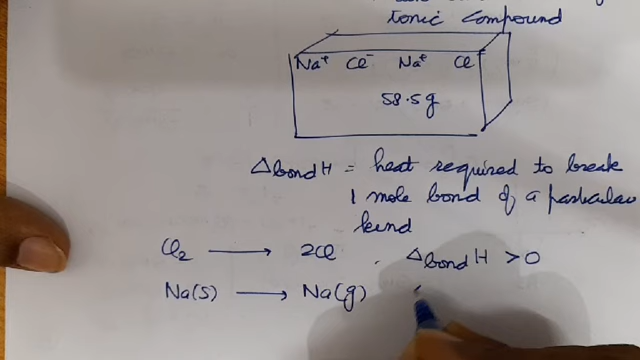 tonic compound
Na⁺ Cl⁻ Na⁺ Cl⁻
58.5g
ΔbondH = heat required to break
1 mole bond of a particular
kind
Cl₂ ⟶ 2Cl . ΔbondH > 0
Na(s) ⟶ Na(g)